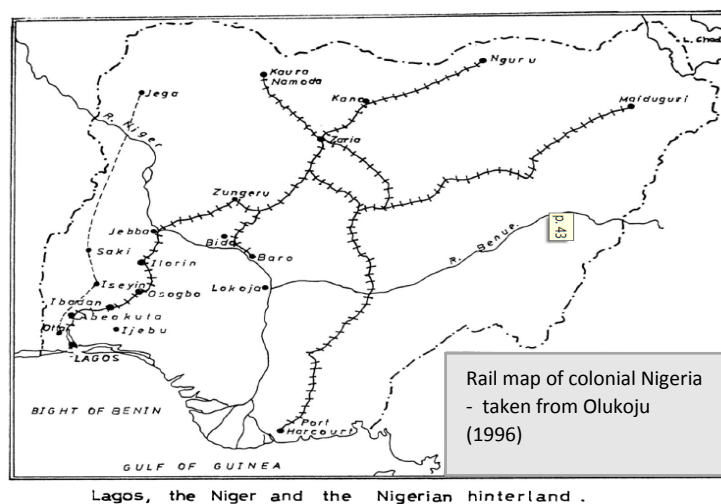 L. Chad
Nguru
Kaura
Namoda
Kano
Maiduguri
Jega
R. Niger
Zaria
Zungeru
p. 43
Jebba
Bida
R. Benue
Saki
Ilorin
Baro
Iseyin
Lokoja
Ibadan
Osogbo
Abeokuta
Ota
Ijebu
LAGOS
Rail map of colonial Nigeria
- taken from Olukoju
(1996)
BIGHT OF BENIN
Port
Harcourt
GULF OF GUINEA
Lagos, the Niger and the Nigerian hinterland.